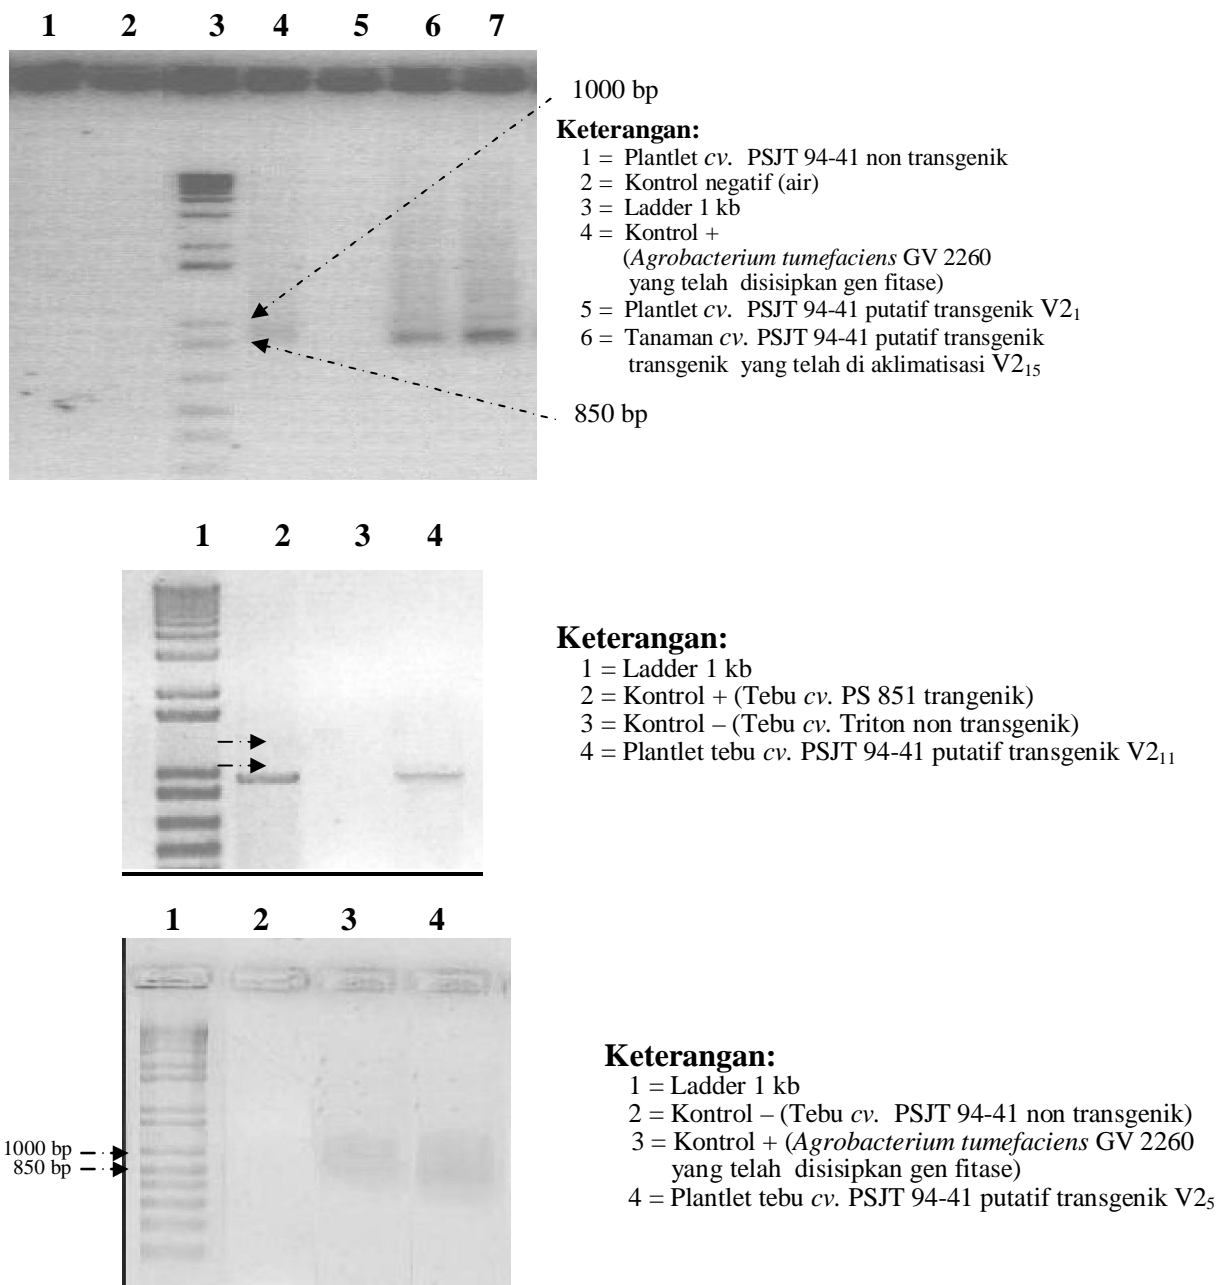 1 2 3 4 5 6 7
1000 bp
Keterangan:
1 = Plantlet cv. PSJT 94-41 non transgenik
2 = Kontrol negatif (air)
3 = Ladder 1 kb
4 = Kontrol +
(Agrobacterium tumefaciens GV 2260
yang telah disisipkan gen fitase)
5 = Plantlet cv. PSJT 94-41 putatif transgenik V2₁
6 = Tanaman cv. PSJT 94-41 putatif transgenik
transgenik yang telah di aklimatisasi V2₁₅
850 bp
1 2 3 4
Keterangan:
1 = Ladder 1 kb
2 = Kontrol + (Tebu cv. PS 851 trangenik)
3 = Kontrol – (Tebu cv. Triton non transgenik)
4 = Plantlet tebu cv. PSJT 94-41 putatif transgenik V2₁₁
1 2 3 4
1000 bp
850 bp
Keterangan:
1 = Ladder 1 kb
2 = Kontrol – (Tebu cv. PSJT 94-41 non transgenik)
3 = Kontrol + (Agrobacterium tumefaciens GV 2260
yang telah disisipkan gen fitase)
4 = Plantlet tebu cv. PSJT 94-41 putatif transgenik V2₅